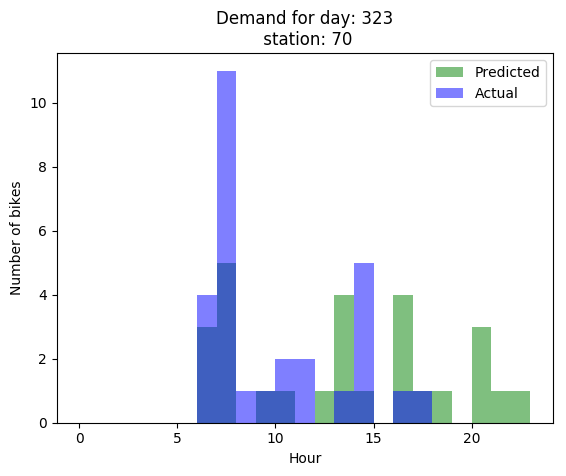 Demand for day: 323
station: 70
Predicted
Actual
Number of bikes
10
8
6
4
2
0
0
5
10
15
20
Hour